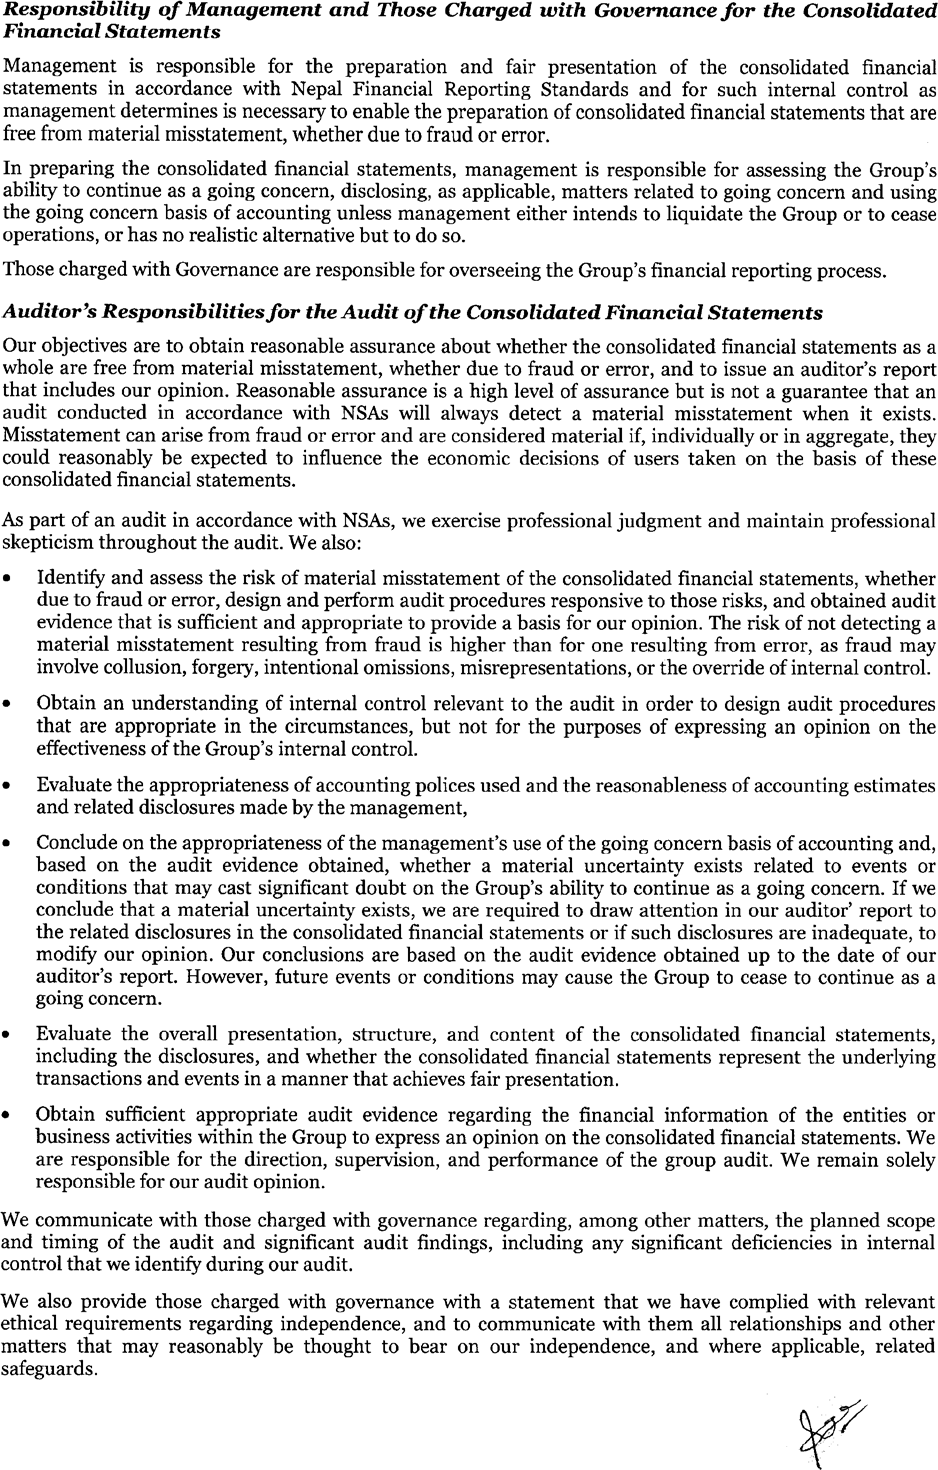 Responsibility of Management and Those Charged with Governance for the Consolidated
Financial Statements
Management is responsible for the preparation and fair presentation of the consolidated financial
statements in accordance with Nepal Financial Reporting Standards and for such internal control as
management determines is necessary to enable the preparation of consolidated financial statements that are
free from material misstatement, whether due to fraud or error.
In preparing the consolidated financial statements, management is responsible for assessing the Group's
ability to continue as a going concern, disclosing, as applicable, matters related to going concern and using
the going concern basis of accounting unless management either intends to liquidate the Group or to cease
operations, or has no realistic alternative but to do so.
Those charged with Governance are responsible for overseeing the Group's financial reporting process.
Auditor's Responsibilities for the Audit of the Consolidated Financial Statements
Our objectives are to obtain reasonable assurance about whether the consolidated financial statements as a
whole are free from material misstatement, whether due to fraud or error, and to issue an auditor's report
that includes our opinion. Reasonable assurance is a high level of assurance but is not a guarantee that an
audit conducted in accordance with NSAs will always detect a material misstatement when it exists.
Misstatement can arise from fraud or error and are considered material if, individually or in aggregate, they
could reasonably be expected to influence the economic decisions of users taken on the basis of these
consolidated financial statements.
As part of an audit in accordance with NSAs, we exercise professional judgment and maintain professional
skepticism throughout the audit. We also:
• Identify and assess the risk of material misstatement of the consolidated financial statements, whether
due to fraud or error, design and perform audit procedures responsive to those risks, and obtained audit
evidence that is sufficient and appropriate to provide a basis for our opinion. The risk of not detecting a
material misstatement resulting from fraud is higher than for one resulting from error, as fraud may
involve collusion, forgery, intentional omissions, misrepresentations, or the override of internal control.
• Obtain an understanding of internal control relevant to the audit in order to design audit procedures
that are appropriate in the circumstances, but not for the purposes of expressing an opinion on the
effectiveness of the Group's internal control.
• Evaluate the appropriateness of accounting polices used and the reasonableness of accounting estimates
and related disclosures made by the management,
• Conclude on the appropriateness of the management's use of the going concern basis of accounting and,
based on the audit evidence obtained, whether a material uncertainty exists related to events or
conditions that may cast significant doubt on the Group's ability to continue as a going concern. If we
conclude that a material uncertainty exists, we are required to draw attention in our auditor' report to
the related disclosures in the consolidated financial statements or if such disclosures are inadequate, to
modify our opinion. Our conclusions are based on the audit evidence obtained up to the date of our
auditor's report. However, future events or conditions may cause the Group to cease to continue as a
going concern.
• Evaluate the overall presentation, structure, and content of the consolidated financial statements,
including the disclosures, and whether the consolidated financial statements represent the underlying
transactions and events in a manner that achieves fair presentation.
• Obtain sufficient appropriate audit evidence regarding the financial information of the entities or
business activities within the Group to express an opinion on the consolidated financial statements. We
are responsible for the direction, supervision, and performance of the group audit. We remain solely
responsible for our audit opinion.
We communicate with those charged with governance regarding, among other matters, the planned scope
and timing of the audit and significant audit findings, including any significant deficiencies in internal
control that we identify during our audit.
We also provide those charged with governance with a statement that we have complied with relevant
ethical requirements regarding independence, and to communicate with them all relationships and other
matters that may reasonably be thought to bear on our independence, and where applicable, related
safeguards.